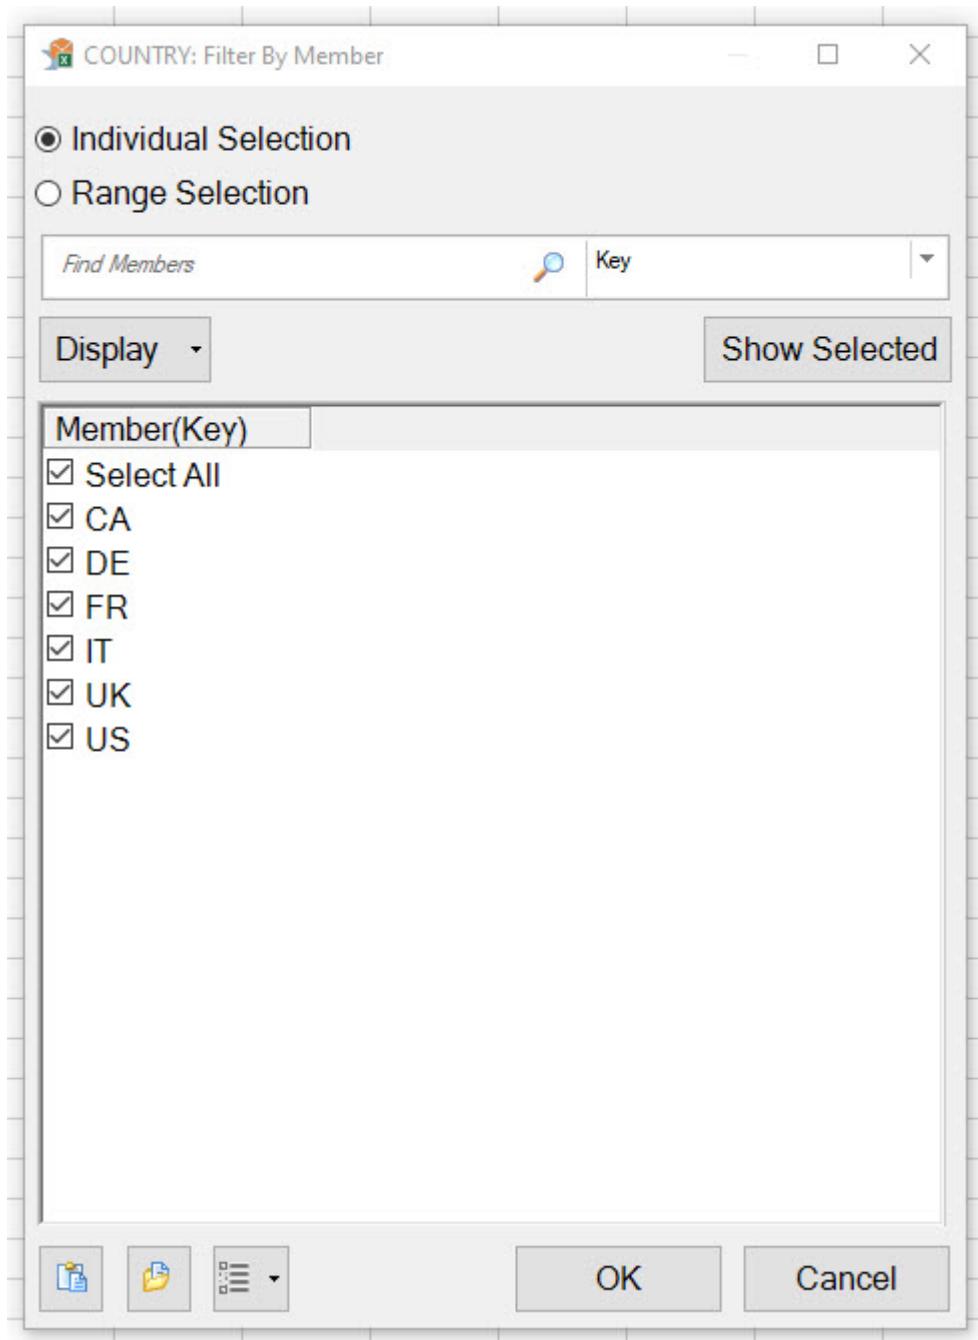 COUNTRY: Filter By Member
Individual Selection
Range Selection
Find Members Key
Display Show Selected
Member(Key)
Select All
CA
DE
FR
IT
UK
US
OK Cancel